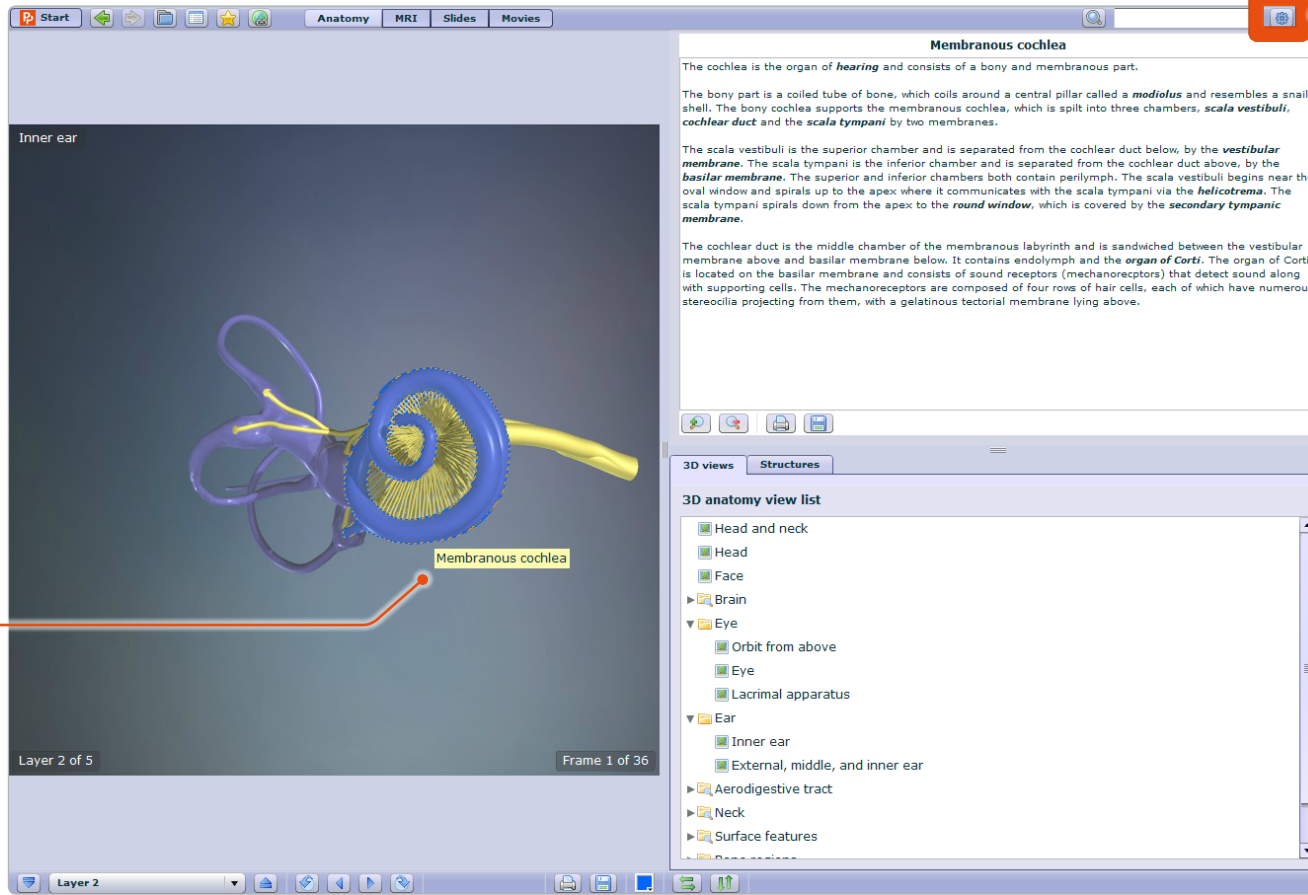 Start
Anatomy MRI Slides Movies
Membranous cochlea
The cochlea is the organ of hearing and consists of a bony and membranous part.
The bony part is a coiled tube of bone, which coils around a central pillar called a modiolus and resembles a snail
shell. The bony cochlea supports the membranous cochlea, which is spilt into three chambers, scala vestibuli,
cochlear duct and the scala tympani by two membranes.
The scala vestibuli is the superior chamber and is separated from the cochlear duct below, by the vestibular
membrane. The scala tympani is the inferior chamber and is separated from the cochlear duct above, by the
basilar membrane. The superior and inferior chambers both contain perilymph. The scala vestibuli begins near th
oval window and spirals up to the apex where it communicates with the scala tympani via the helicotrema. The
scala tympani spirals down from the apex to the round window, which is covered by the secondary tympanic
membrane.
The cochlear duct is the middle chamber of the membranous labyrinth and is sandwiched between the vestibular
membrane above and basilar membrane below. It contains endolymph and the organ of Corti. The organ of Corti
is located on the basilar membrane and consists of sound receptors (mechanorecptors) that detect sound along
with supporting cells. The mechanoreceptors are composed of four rows of hair cells, each of which have numerou
stereocilia projecting from them, with a gelatinous tectorial membrane lying above.
Inner ear
Membranous cochlea
Layer 2 of 5
Frame 1 of 36
3D views Structures
3D anatomy view list
Head and neck
Head
Face
Brain
Eye
Orbit from above
Eye
Lacrimal apparatus
Ear
Inner ear
External, middle, and inner ear
Aerodigestive tract
Neck
Surface features
Layer 2